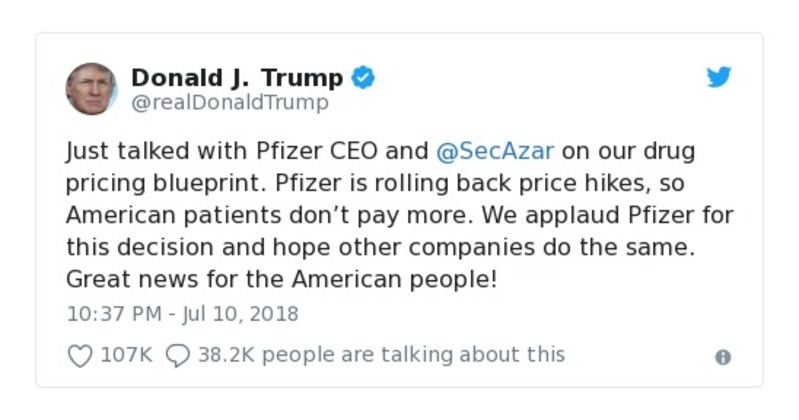 Donald J. Trump
@realDonaldTrump
Just talked with Pfizer CEO and @SecAzar on our drug
pricing blueprint. Pfizer is rolling back price hikes, so
American patients don’t pay more. We applaud Pfizer for
this decision and hope other companies do the same.
Great news for the American people!
10:37 PM - Jul 10, 2018
107K 38.2K people are talking about this